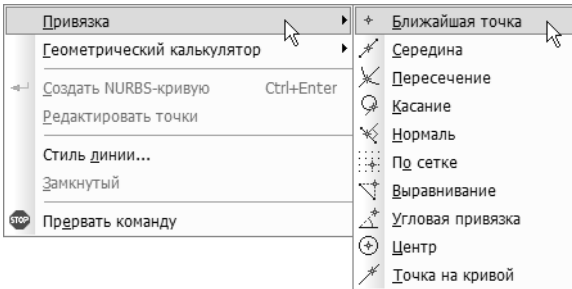 Привязка
Геометрический калькулятор
Создать NURBS-кривую Ctrl+Enter
Редактировать точки
Стиль линии...
Замкнутый
STOP Прервать команду
Ближайшая точка
Середина
Пересечение
Касание
Нормаль
По сетке
Выравнивание
Угловая привязка
Центр
Точка на кривой